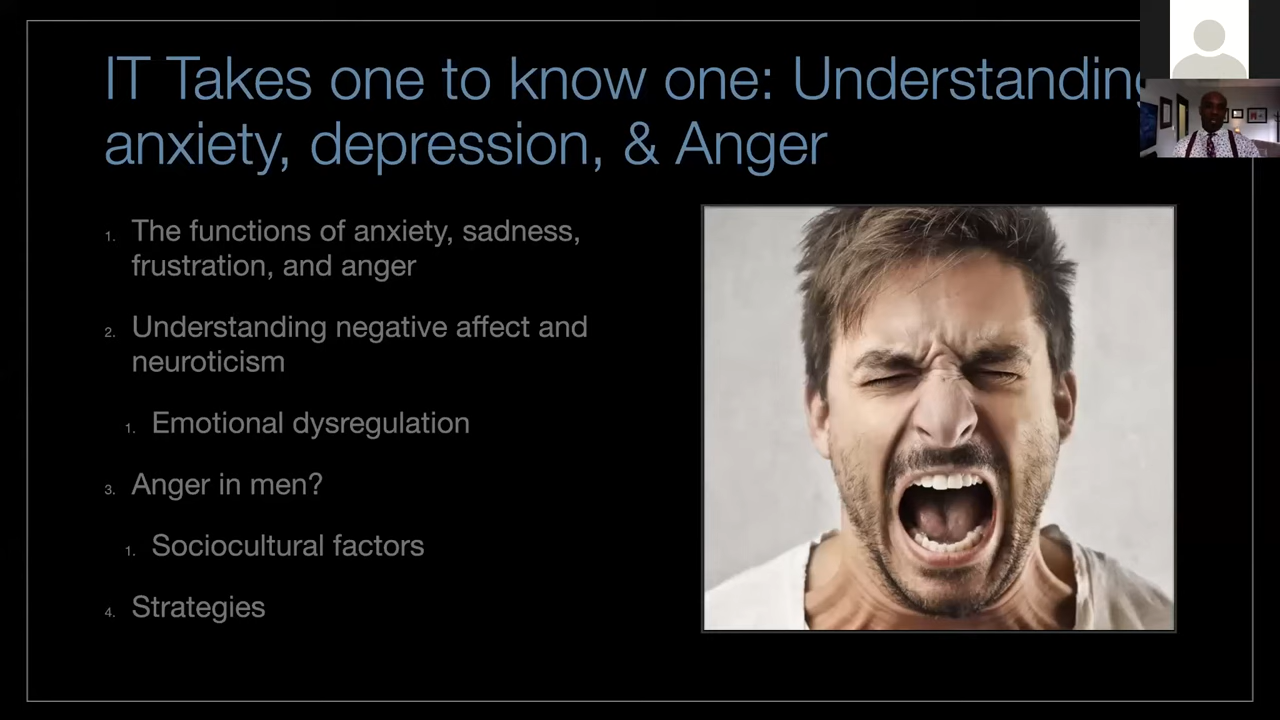 IT Takes one to know one: Understanding
anxiety, depression, & Anger
1. The functions of anxiety, sadness,
frustration, and anger
2. Understanding negative affect and
neuroticism
1. Emotional dysregulation
3. Anger in men?
1. Sociocultural factors
4. Strategies